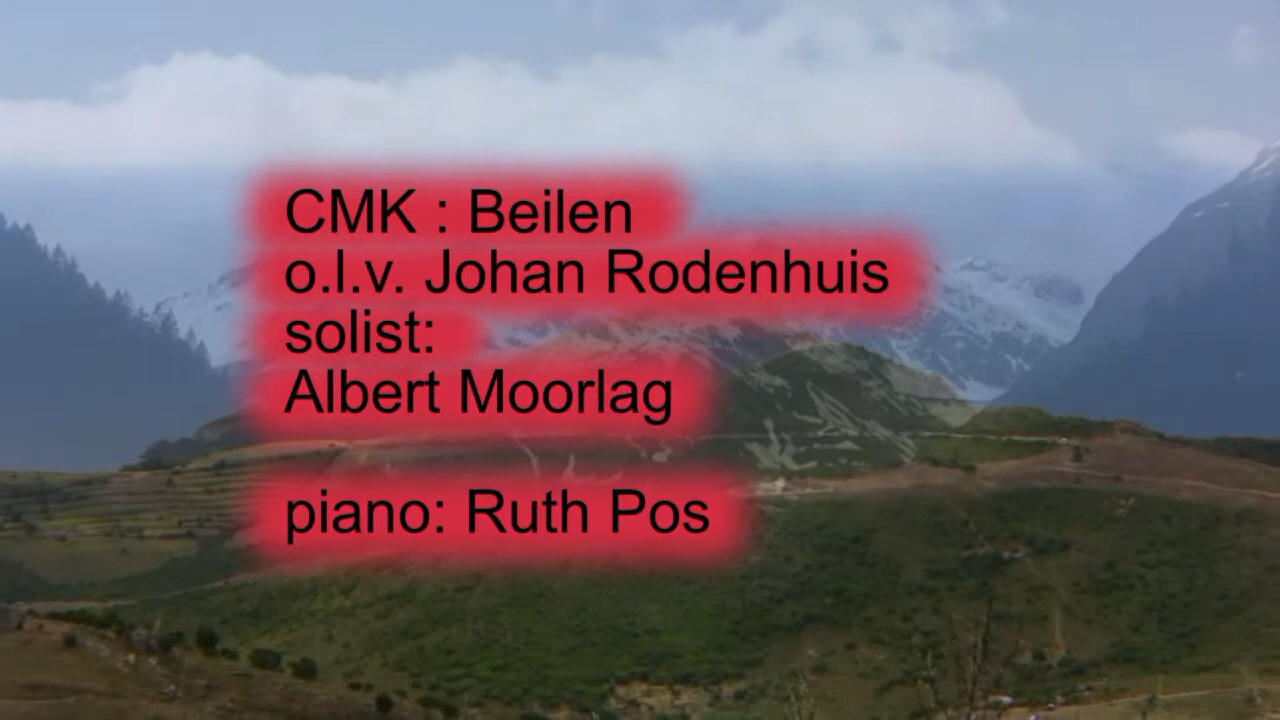 CMK : Beilen
o.l.v. Johan Rodenhuis
solist:
Albert Moorlag
piano: Ruth Pos